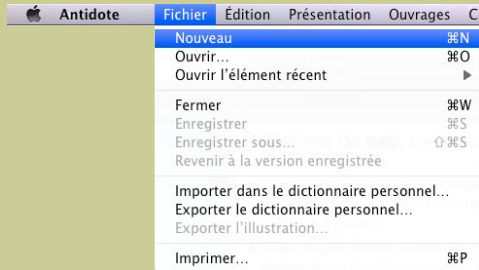 Antidote Fichier Édition Présentation Ouvrages
Nouveau ⌘N
Ouvrir... ⌘O
Ouvrir l'élément récent ▶
Fermer ⌘W
Enregistrer ⌘S
Enregistrer sous... ⇧⌘S
Revenir à la version enregistrée
Importer dans le dictionnaire personnel...
Exporter le dictionnaire personnel...
Exporter l'illustration...
Imprimer... ⌘P